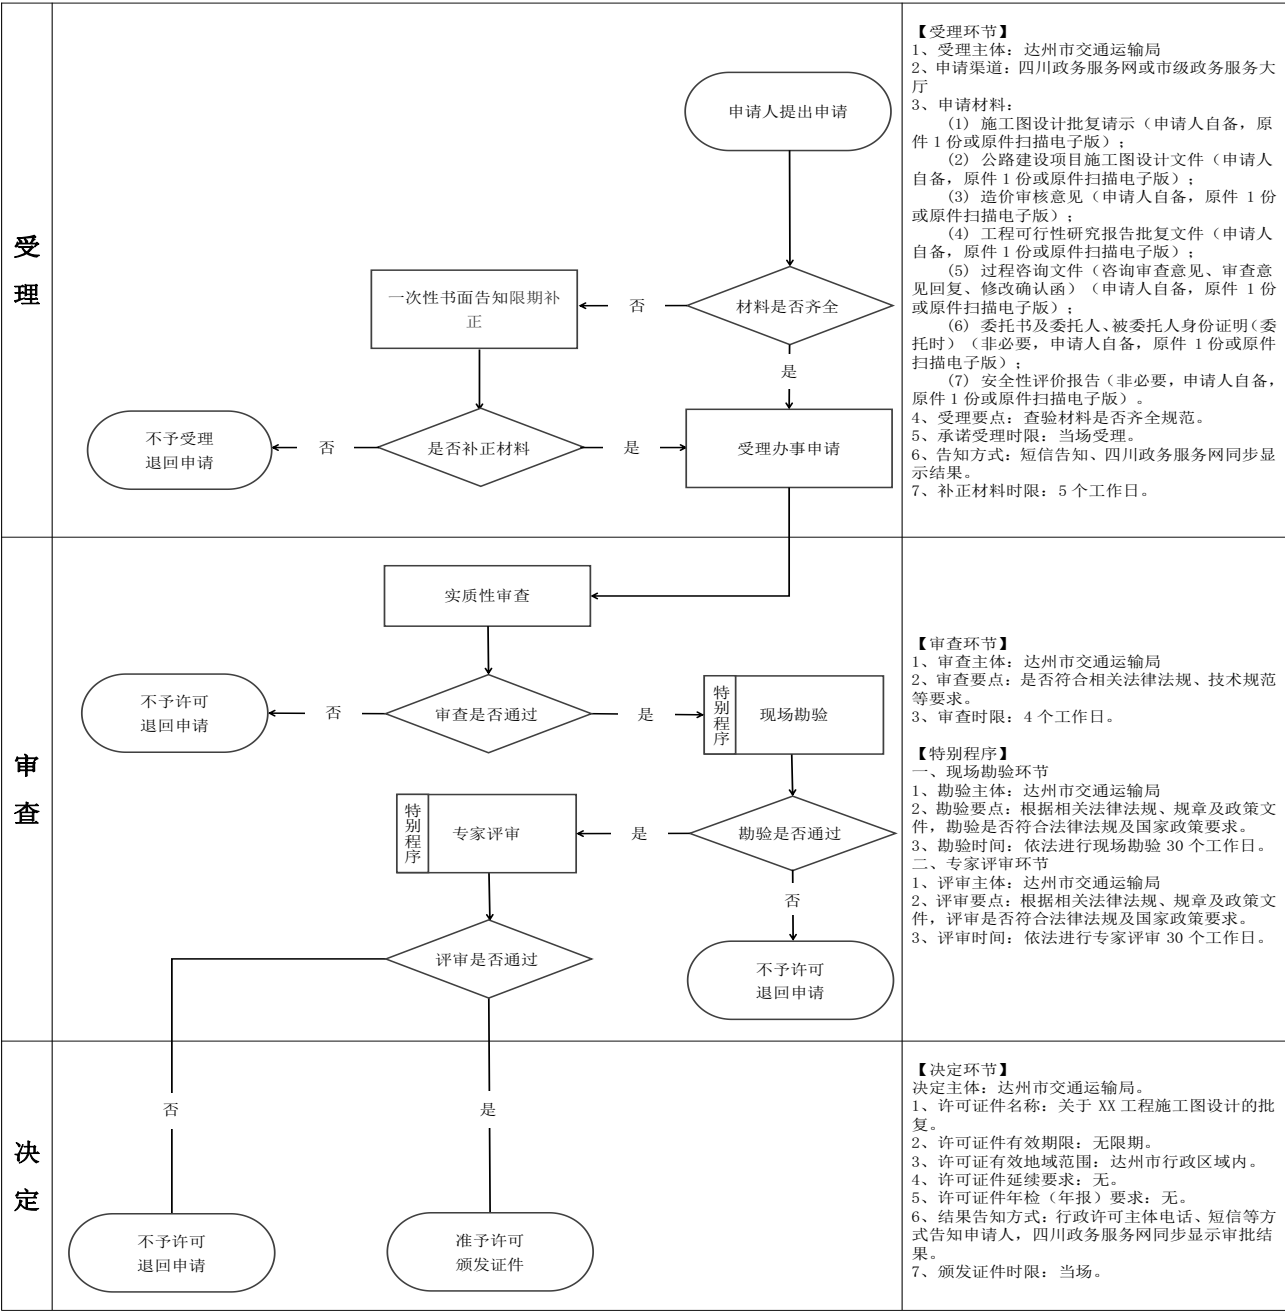 受
理
申请人提出申请
材料是否齐全
否
一次性书面告知限期补
正
是
是否补正材料
否
不予受理
退回申请
是
受理办事申请
【受理环节】
1、受理主体：达州市交通运输局
2、申请渠道：四川政务服务网或市级政务服务大
厅
3、申请材料：
(1) 施工图设计批复请示（申请人自备，原
件 1 份或原件扫描电子版）；
(2) 公路建设项目施工图设计文件（申请人
自备，原件 1 份或原件扫描电子版）；
(3) 造价审核意见（申请人自备，原件 1 份
或原件扫描电子版）；
(4) 工程可行性研究报告批复文件（申请人
自备，原件 1 份或原件扫描电子版）；
(5) 过程咨询文件（咨询审查意见、审查意
见回复、修改确认函）（申请人自备，原件 1 份
或原件扫描电子版）；
(6) 委托书及委托人、被委托人身份证明（委
托时）（非必要，申请人自备，原件 1 份或原件
扫描电子版）；
(7) 安全性评价报告（非必要，申请人自备，
原件 1 份或原件扫描电子版）。
4、受理要点：查验材料是否齐全规范。
5、承诺受理时限：当场受理。
6、告知方式：短信告知、四川政务服务网同步显
示结果。
7、补正材料时限：5 个工作日。
审
查
实质性审查
审查是否通过
否
不予许可
退回申请
是
特别程序
现场勘验
勘验是否通过
是
特别程序
专家评审
否
不予许可
退回申请
评审是否通过
【审查环节】
1、审查主体：达州市交通运输局
2、审查要点：是否符合相关法律法规、技术规范
等要求。
3、审查时限：4 个工作日。
【特别程序】
一、现场勘验环节
1、勘验主体：达州市交通运输局
2、勘验要点：根据相关法律法规、规章及政策文
件，勘验是否符合法律法规及国家政策要求。
3、勘验时间：依法进行现场勘验 30 个工作日。
二、专家评审环节
1、评审主体：达州市交通运输局
2、评审要点：根据相关法律法规、规章及政策文
件，评审是否符合法律法规及国家政策要求。
3、评审时间：依法进行专家评审 30 个工作日。
决
定
否
是
不予许可
退回申请
准予许可
颁发证件
【决定环节】
决定主体：达州市交通运输局。
1、许可证件名称：关于 XX 工程施工图设计的批
复。
2、许可证件有效期限：无限期。
3、许可证有效地域范围：达州市行政区域内。
4、许可证件延续要求：无。
5、许可证件年检（年报）要求：无。
6、结果告知方式：行政许可主体电话、短信等方
式告知申请人，四川政务服务网同步显示审批结
果。
7、颁发证件时限：当场。